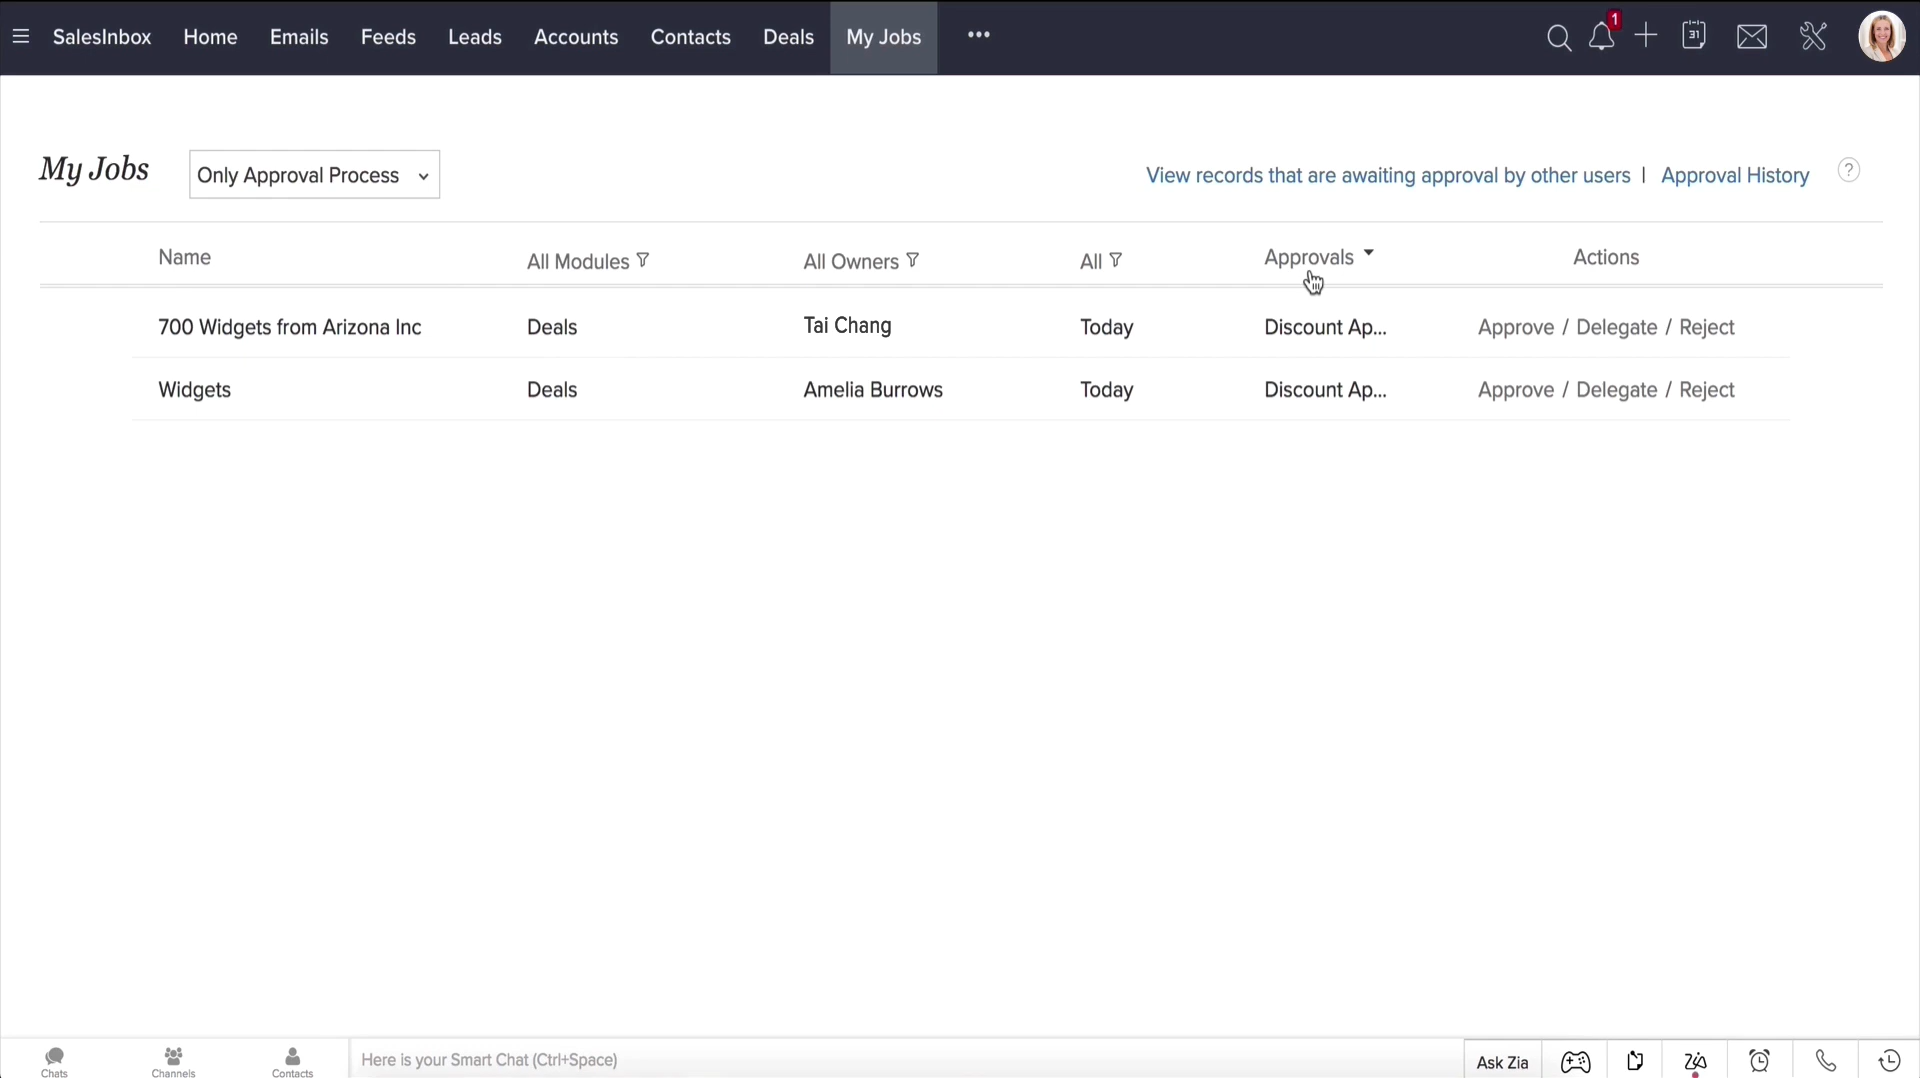 SalesInbox Home Emails Feeds Leads Accounts Contacts Deals My Jobs ••• 1 31
My Jobs Only Approval Process View records that are awaiting approval by other users | Approval History ?
Name All Modules All Owners All Approvals Actions
700 Widgets from Arizona Inc Deals Tai Chang Today Discount Ap... Approve / Delegate / Reject
Widgets Deals Amelia Burrows Today Discount Ap... Approve / Delegate / Reject
Chats Channels Contacts Here is your Smart Chat (Ctrl+Space) Ask Zia